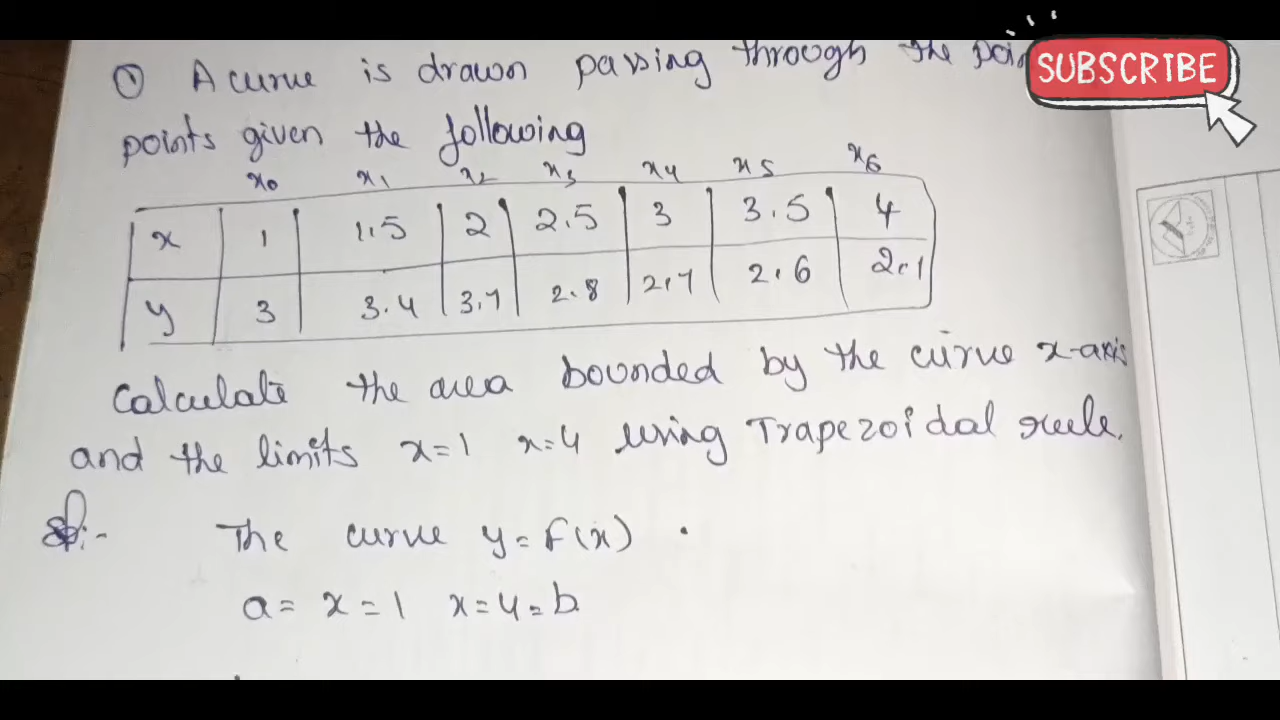 ① A curve is drawn passing through the
SUBSCRIBE
points given the following
x0 x1 x2 x3 x4 x5 x6
x 1 1.5 2 2.5 3 3.5 4
y 3 3.4 3.7 2.8 2.7 2.6 2.1
Calculate the area bounded by the curve x-axis
and the limits x=1 x=4 using Trapezoidal rule.
Sol:-
The curve y=f(x) .
a= x=1 x=4=b